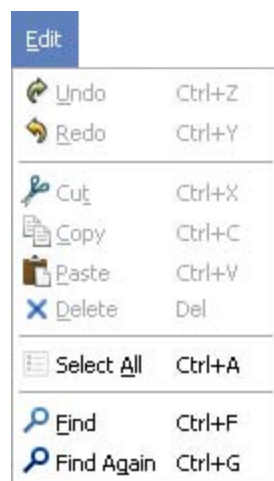 Edit
Undo Ctrl+Z
Redo Ctrl+Y
Cut Ctrl+X
Copy Ctrl+C
Paste Ctrl+V
Delete Del
Select All Ctrl+A
Find Ctrl+F
Find Again Ctrl+G